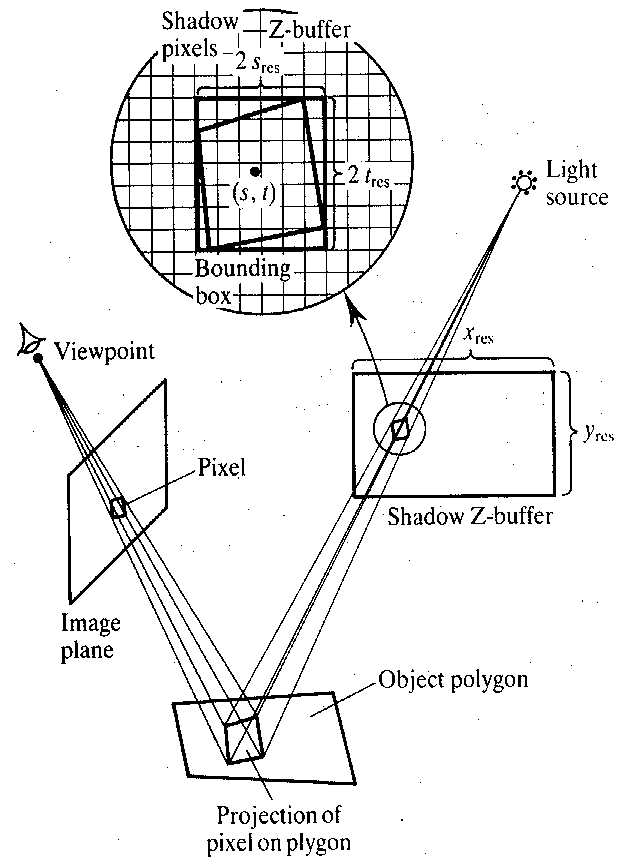 Shadow Z-buffer
pixels
2 s_res
2 t_res
(s, t)
Bounding
box
Light
source
Viewpoint
x_res
y_res
Pixel
Shadow Z-buffer
Image
plane
Object polygon
Projection of
pixel on plygon